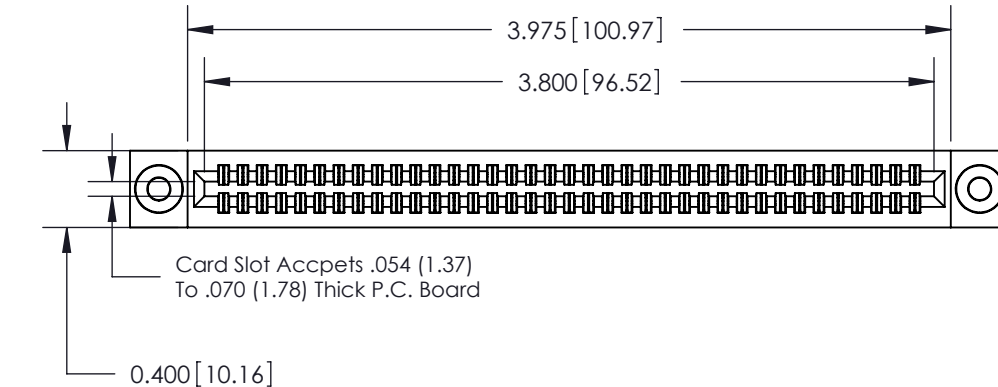 3.975[100.97]
3.800[96.52]
Card Slot Accpets .054 (1.37)
To .070 (1.78) Thick P.C. Board
0.400[10.16]